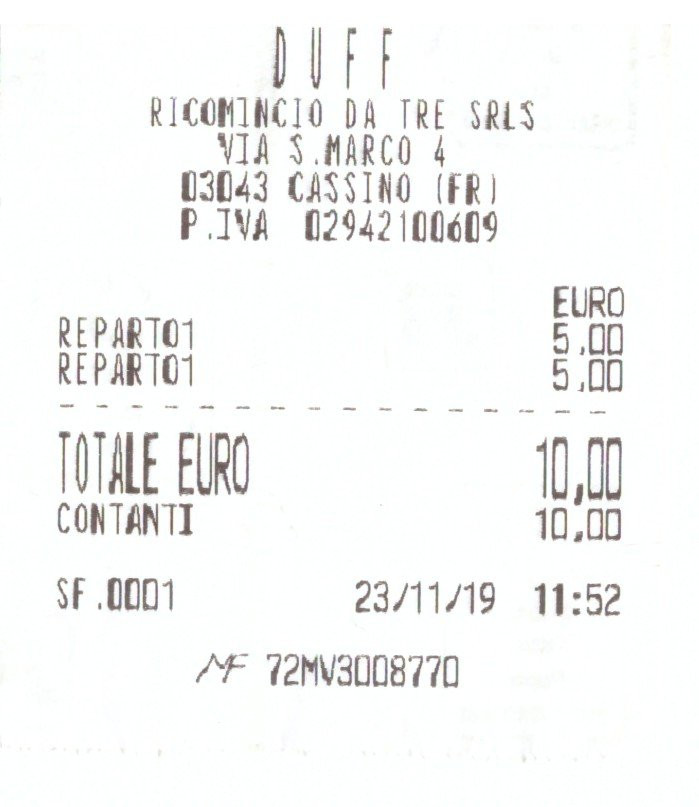 DUFF
RICOMINCIO DA TRE SRLS
VIA S.MARCO 4
03043 CASSINO (FR)
P.IVA 02942100609
EURO
REPARTO1 5,00
REPARTO1 5,00
TOTALE EURO 10,00
CONTANTI 10,00
SF.0001 23/11/19 11:52
MF 72MV3008770